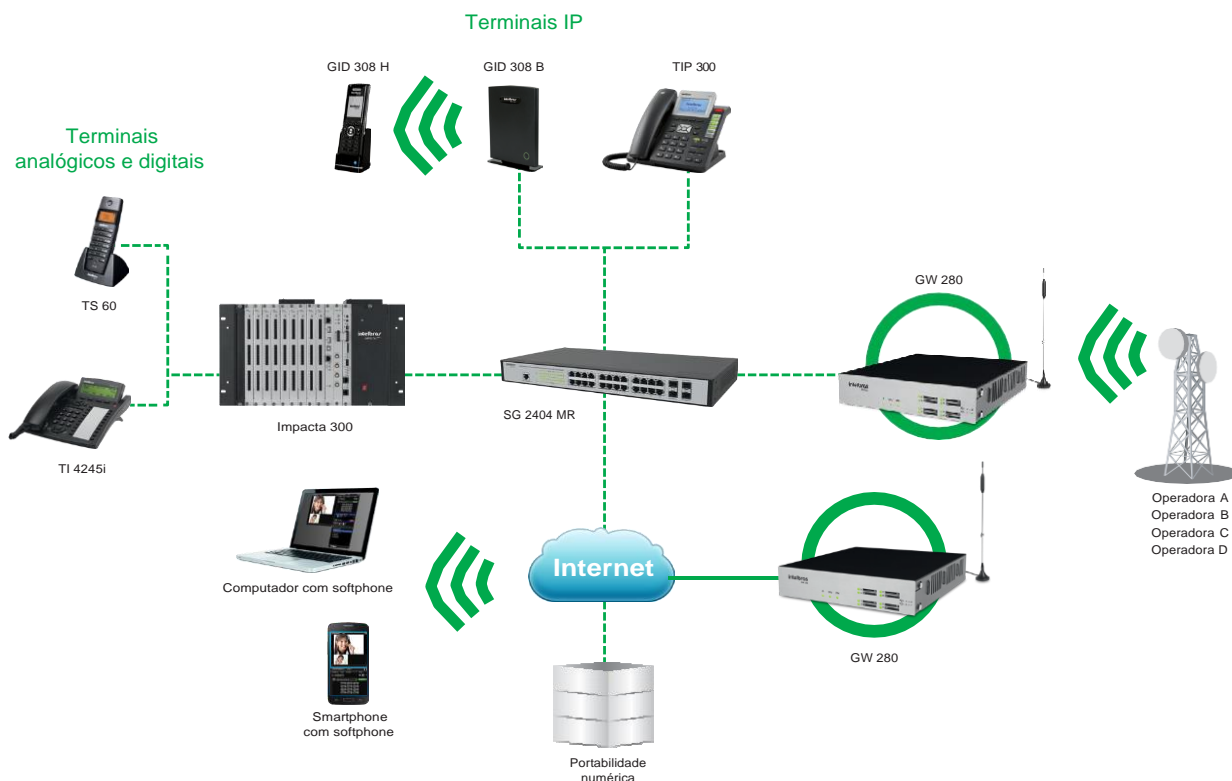 Terminais IP
GID 308 H
GID 308 B
TIP 300
Terminais
analógicos e digitais
TS 60
GW 280
Impacta 300
SG 2404 MR
TI 4245i
Operadora A
Operadora B
Operadora C
Operadora D
Internet
Computador com softphone
GW 280
Smartphone
com softphone
Portabilidade
numérica